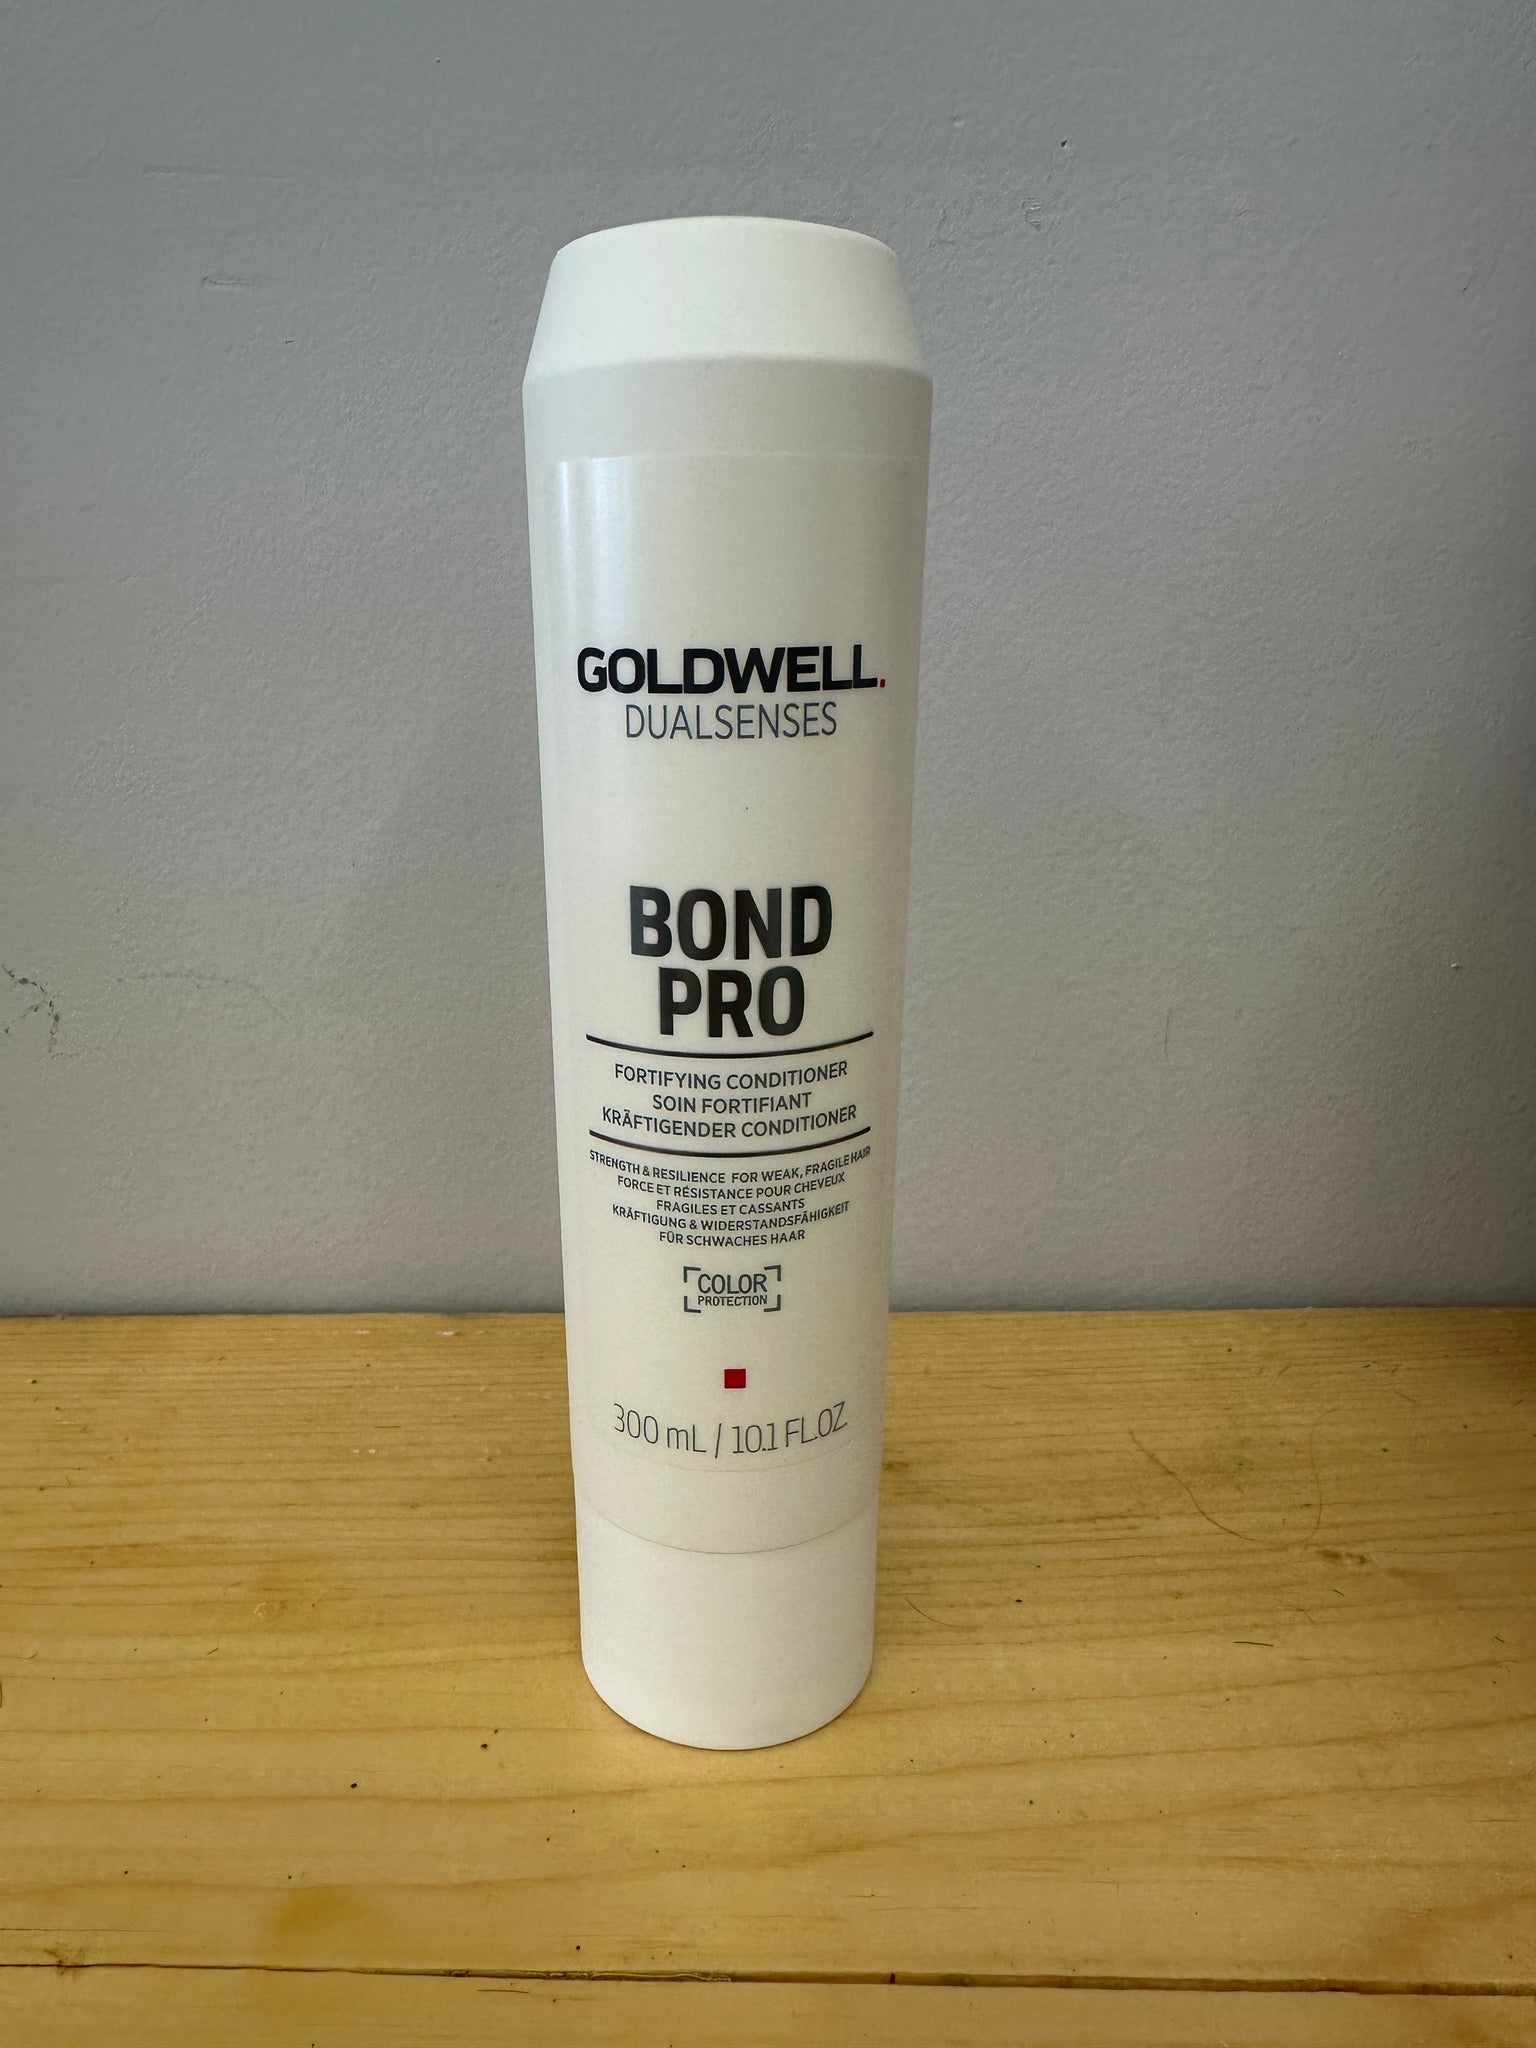 GOLDWELL.
DUALSENSES
BOND
PRO
FORTIFYING CONDITIONER
SOIN FORTIFIANT
KRÄFTIGENDER CONDITIONER
STRENGTH & RESILIENCE FOR WEAK, FRAGILE HAIR
FORCE ET RÉSISTANCE POUR CHEVEUX
FRAGILES ET CASSANTS
KRÄFTIGUNG & WIDERSTANDSFÄHIGKEIT
FÜR SCHWACHES HAAR
COLOR
PROTECTION
300 mL / 10.1 FL.OZ